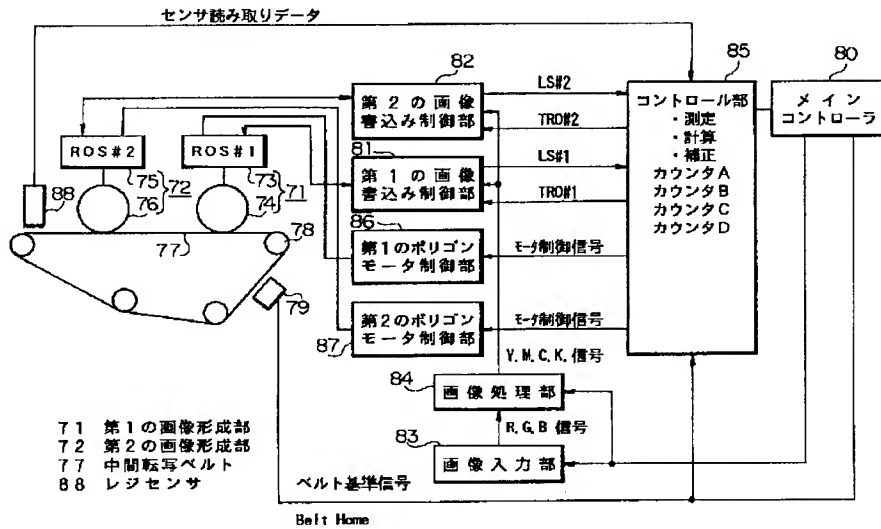 センサ読み取りデータ
82
第2の画像
書込み制御部
LS#2
TRO#2
81
第1の画像
書込み制御部
LS#1
TRO#1
86
第1のポリゴン
モータ制御部
モータ制御信号
第2のポリゴン
モータ制御部
87
モータ制御信号
Y.M.C.K.信号
84
画像処理部
R.G.B 信号
83
画像入力部
85
コントロール部
・測定
・計算
・補正
カウンタA
カウンタB
カウンタC
カウンタD
80
メイン
コントローラ
ROS#2
ROS#1
75
72
76
73
71
74
88
77
78
79
71 第1の画像形成部
72 第2の画像形成部
77 中間転写ベルト
88 レジセンサ
ベルト基準信号
Belt Home